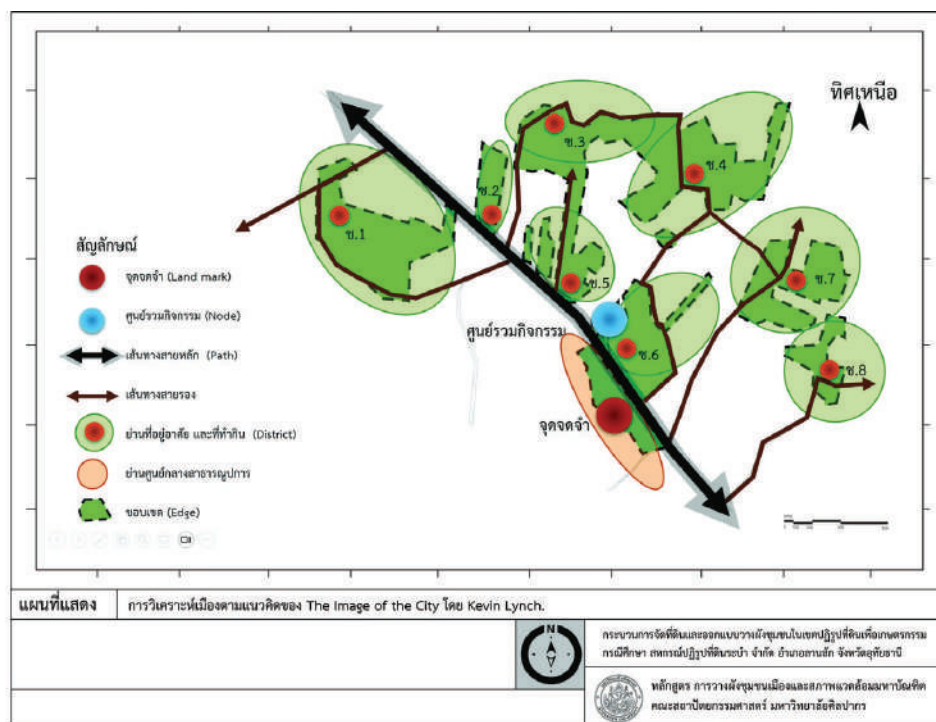 ทิศเหนือ
ซ.3
ซ.4
ซ.2
ซ.1
ซ.5
ซ.7
ซ.6
ซ.8
ศูนย์รวมกิจกรรม
จุดจดจำ
สัญลักษณ์
จุดจดจำ (Land mark)
ศูนย์รวมกิจกรรม (Node)
เส้นทางสายหลัก (Path)
เส้นทางสายรอง
ย่านที่อยู่อาศัย และที่ทำกิน (District)
ย่านศูนย์กลางสาธารณูปการ
ขอบเขต (Edge)
แผนที่แสดง
การวิเคราะห์เมืองตามแนวคิดของ The Image of the City โดย Kevin Lynch.
N
กระบวนการจัดที่ดินและออกแบบวางผังชุมชนในเขตปฏิรูปที่ดินเพื่อเกษตรกรรม
กรณีศึกษา สหกรณ์ปฏิรูปที่ดินระบำ จำกัด อำเภอลานสัก จังหวัดอุทัยธานี
หลักสูตร การวางผังชุมชนเมืองและสภาพแวดล้อมมหาบัณฑิต
คณะสถาปัตยกรรมศาสตร์ มหาวิทยาลัยศิลปากร